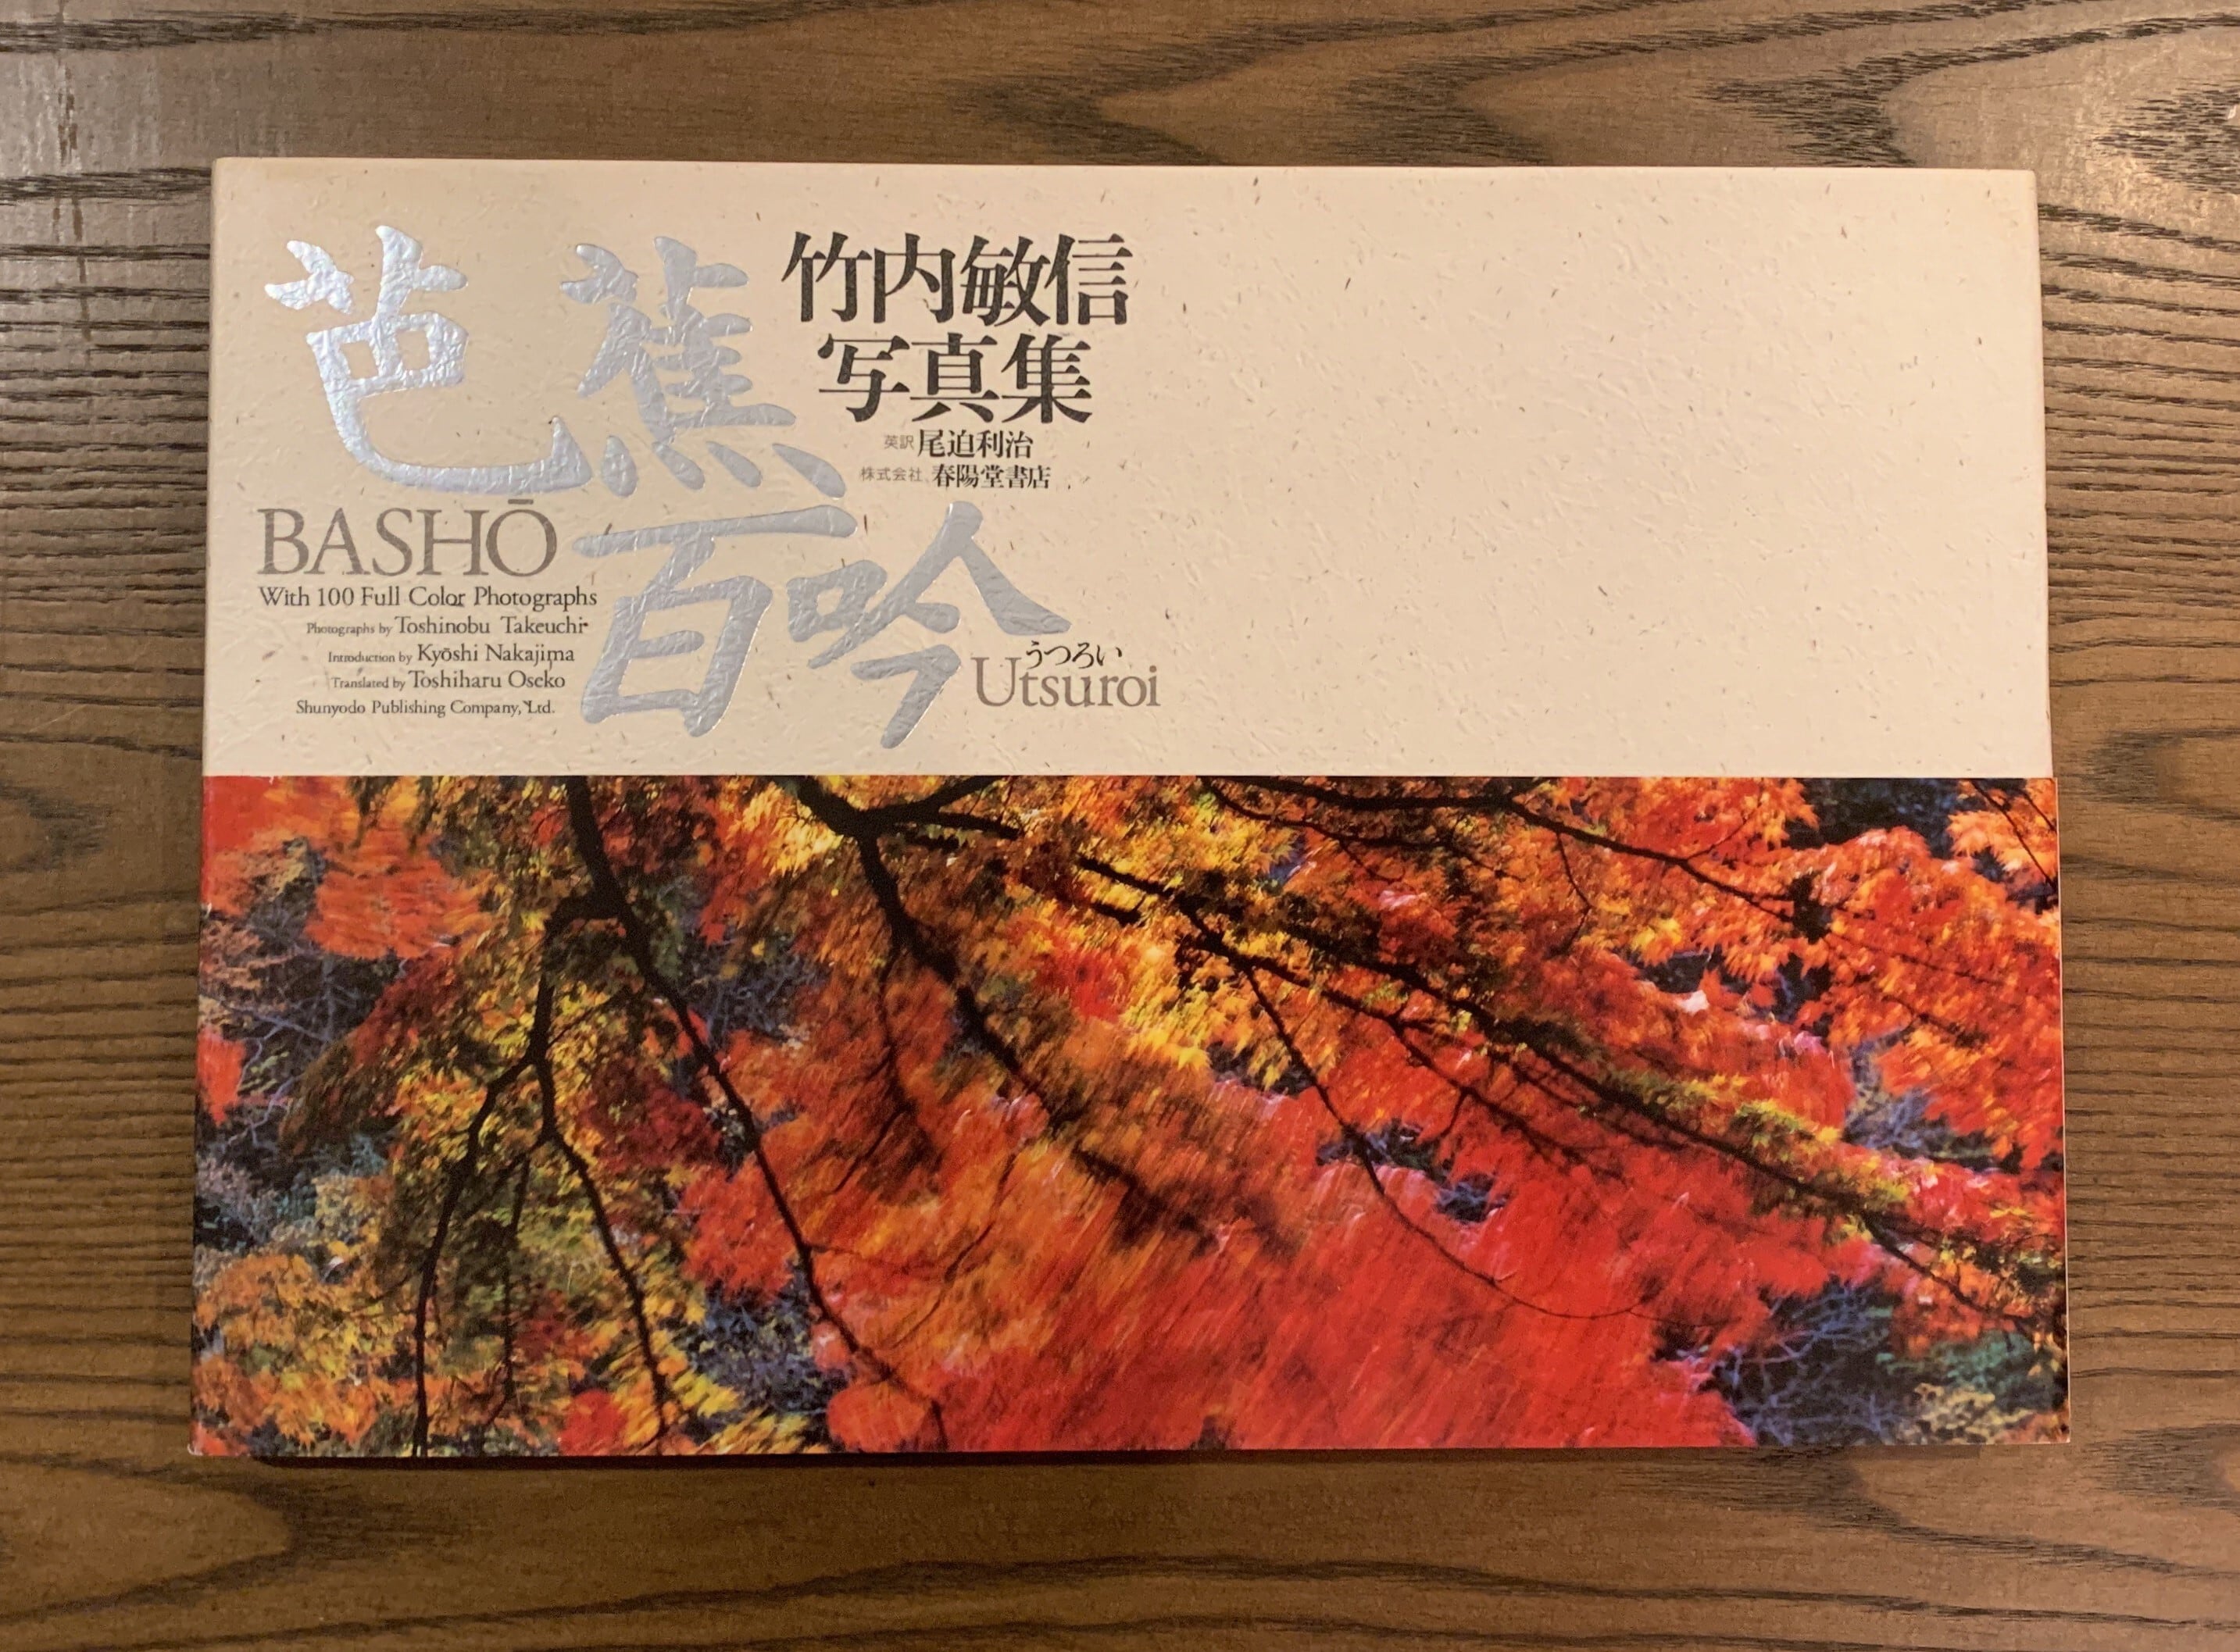 芭蕉
百吟
竹内敏信
写真集
英訳 尾迫利治
株式会社 春陽堂書店
BASHŌ
With 100 Full Color Photographs
Photographs by Toshinobu Takeuchi
Introduction by Kyōshi Nakajima
Translated by Toshiharu Oseko
Shunyodo Publishing Company, Ltd.
うつろい
Utsuroi